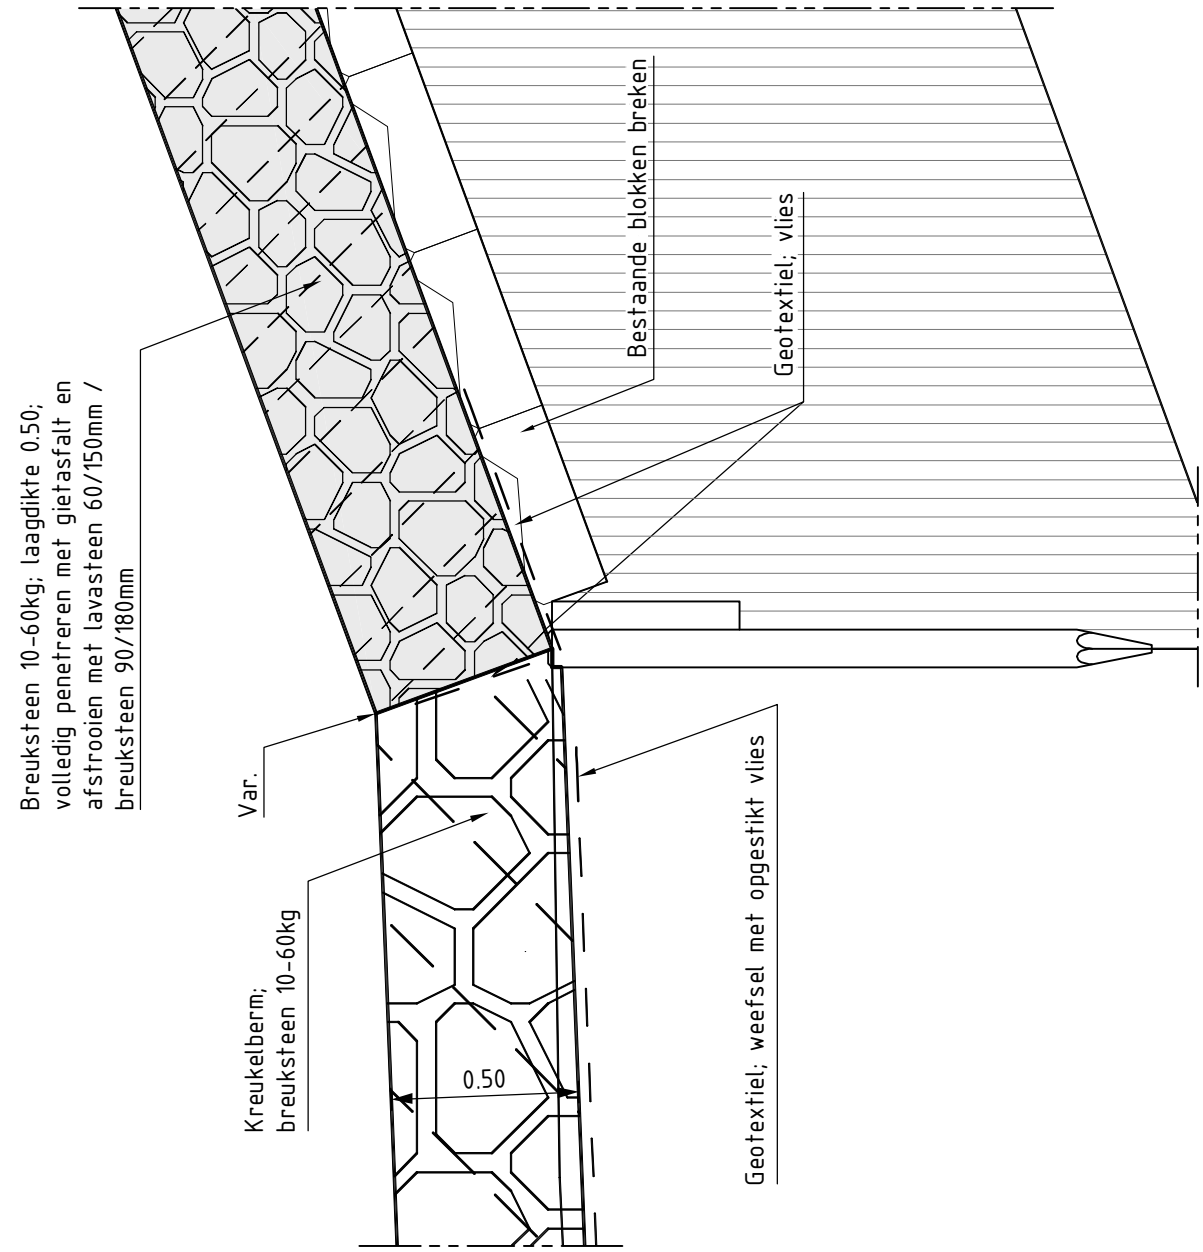 Breuksteen 10-60kg; laagdikte 0.50;
volledig penetreren met gietasfalt en
afstrooien met lavasteen 60/150mm /
breuksteen 90/180mm
Var.
Kreukelberm;
breuksteen 10-60kg
0.50
Bestaande blokken breken
Geotextiel; vlies
Geotextiel; weefsel met opgestikt vlies